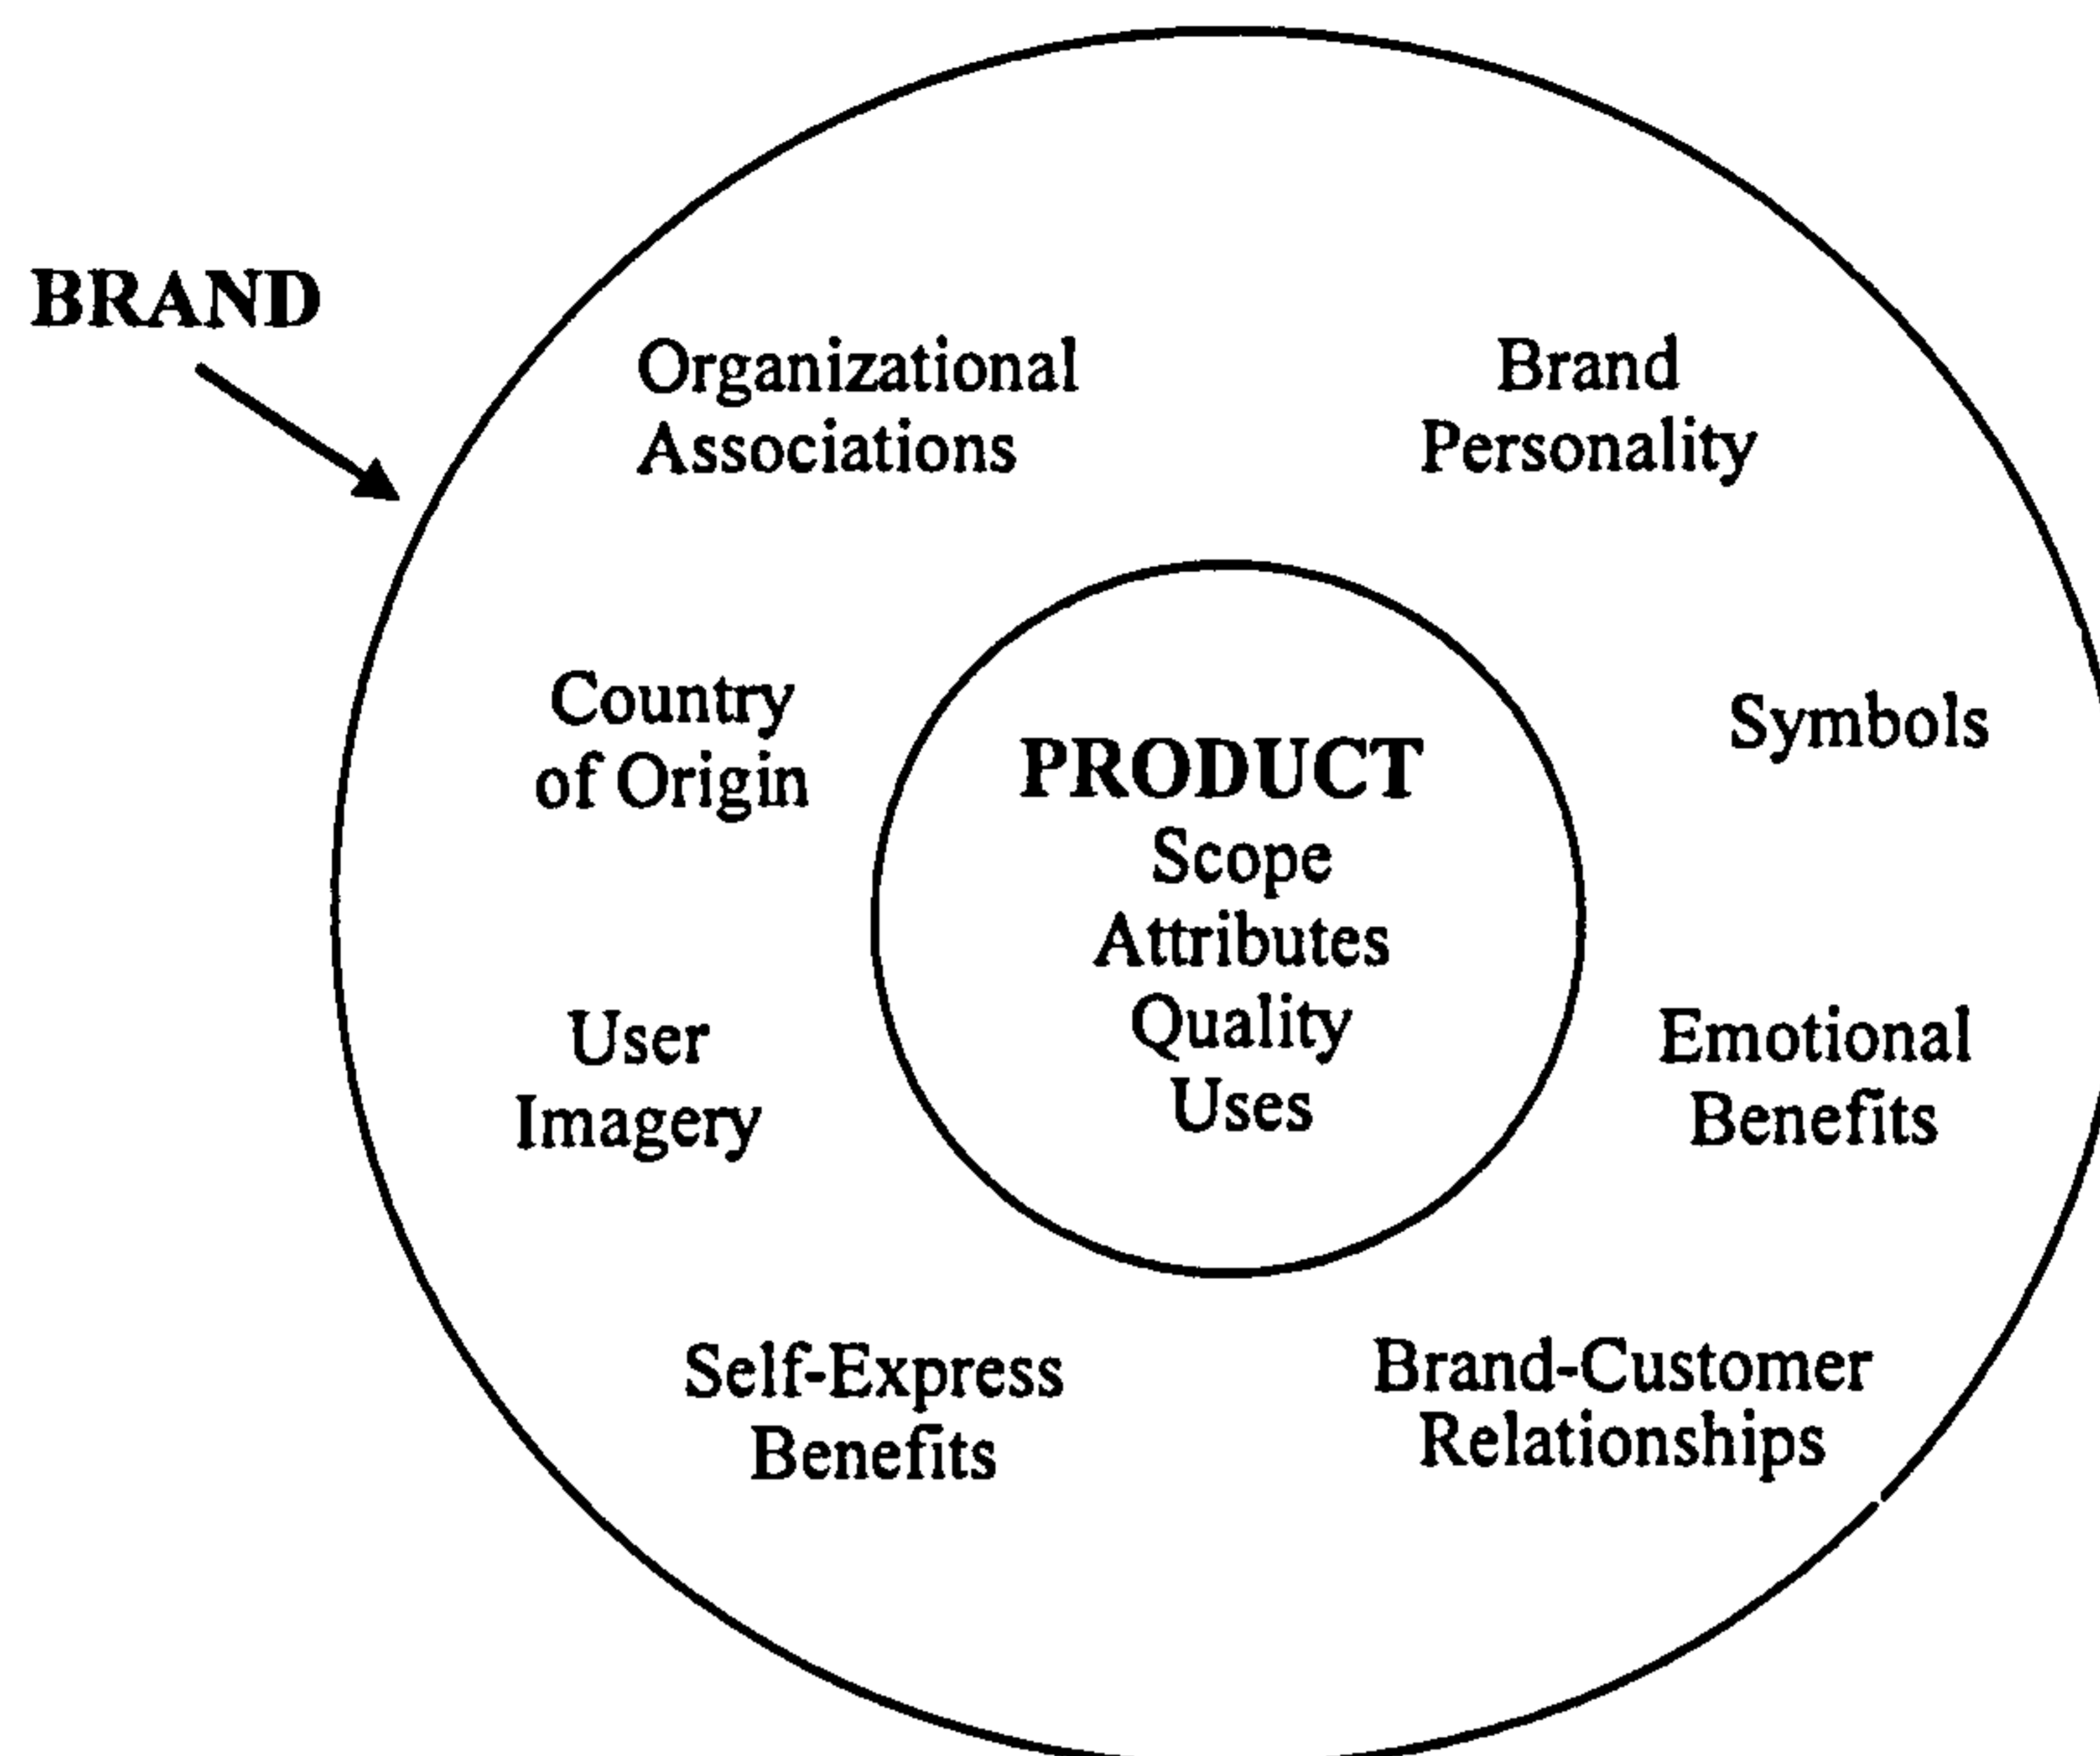 BRAND
Organizational
Associations
Brand
Personality
Country
of Origin
Symbols
PRODUCT
Scope
Attributes
Quality
Uses
User
Imagery
Emotional
Benefits
Self-Express
Benefits
Brand-Customer
Relationships